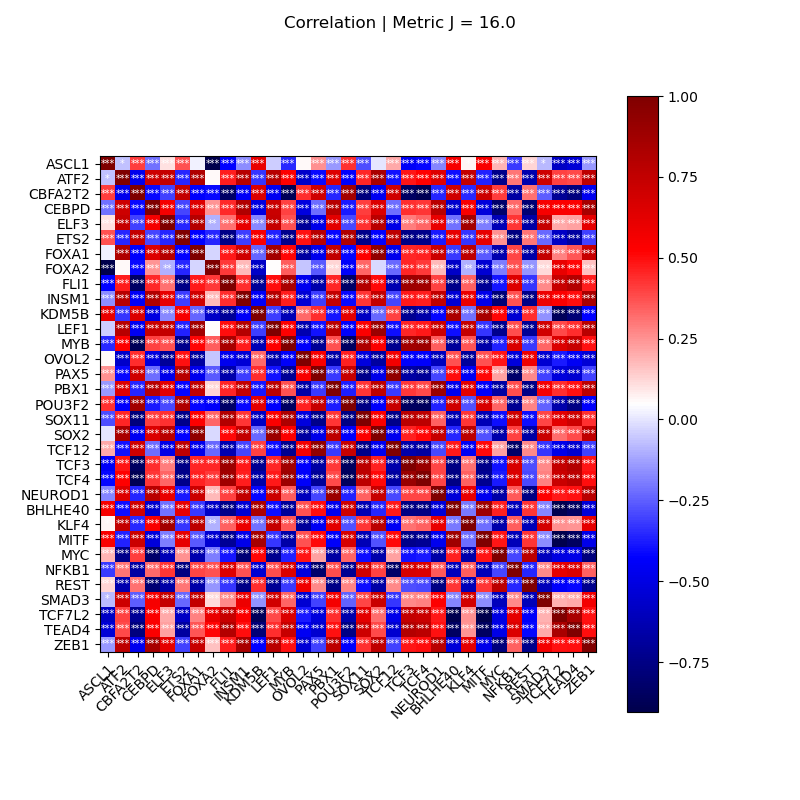 Correlation | Metric J = 16.0
ASCL1
ATF2
CBFA2T2
CEBPD
ELF3
ETS2
FOXA1
FOXA2
FLI1
INSM1
KDM5B
LEF1
MYB
OVOL2
PAX5
PBX1
POU3F2
SOX11
SOX2
TCF12
TCF3
TCF4
NEUROD1
BHLHE40
KLF4
MITF
MYC
NFKB1
REST
SMAD3
TCF7L2
TEAD4
ZEB1
ASCL1 ATF2 CBFA2T2 CEBPD ELF3 ETS2 FOXA1 FOXA2 FLI1 INSM1 KDM5B LEF1 MYB OVOL2 PAX5 PBX1 POU3F2 SOX11 SOX2 TCF12 TCF3 TCF4 NEUROD1 BHLHE40 KLF4 MITF MYC NFKB1 REST SMAD3 TCF7L2 TEAD4 ZEB1
1.00
0.75
0.50
0.25
0.00
−0.25
−0.50
−0.75